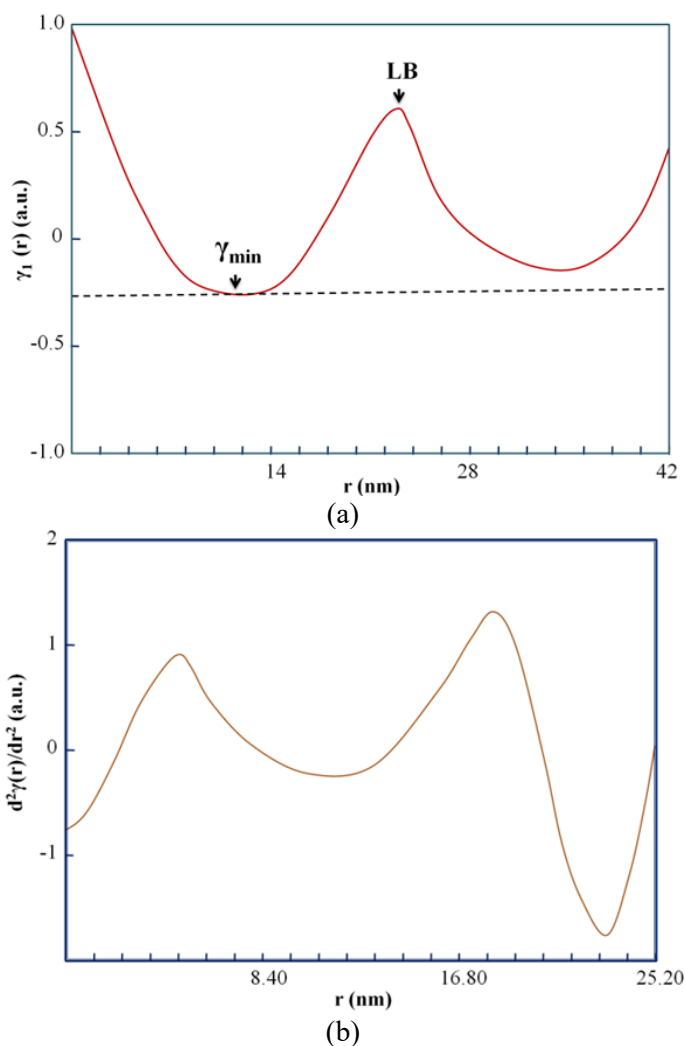 1.0
LB
0.5
γ₁ (r) (a.u.)
0
γmin
-0.5
-1.0
14
28
42
r (nm)
(a)
2
1
d²γ(r)/dr² (a.u.)
0
-1
8.40
16.80
25.20
r (nm)
(b)